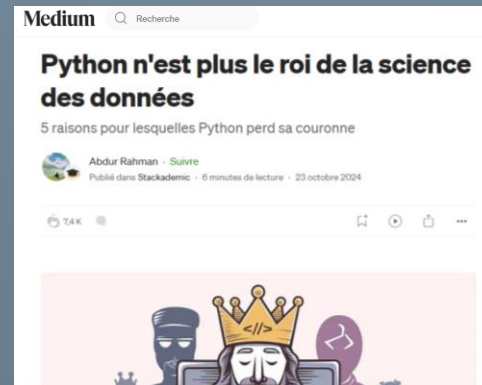 Medium
Recherche
Python n'est plus le roi de la science
des données
5 raisons pour lesquelles Python perd sa couronne
Abdur Rahman · Suivre
Publié dans Stackademic · 6 minutes de lecture · 23 octobre 2024
7,4 K
</>